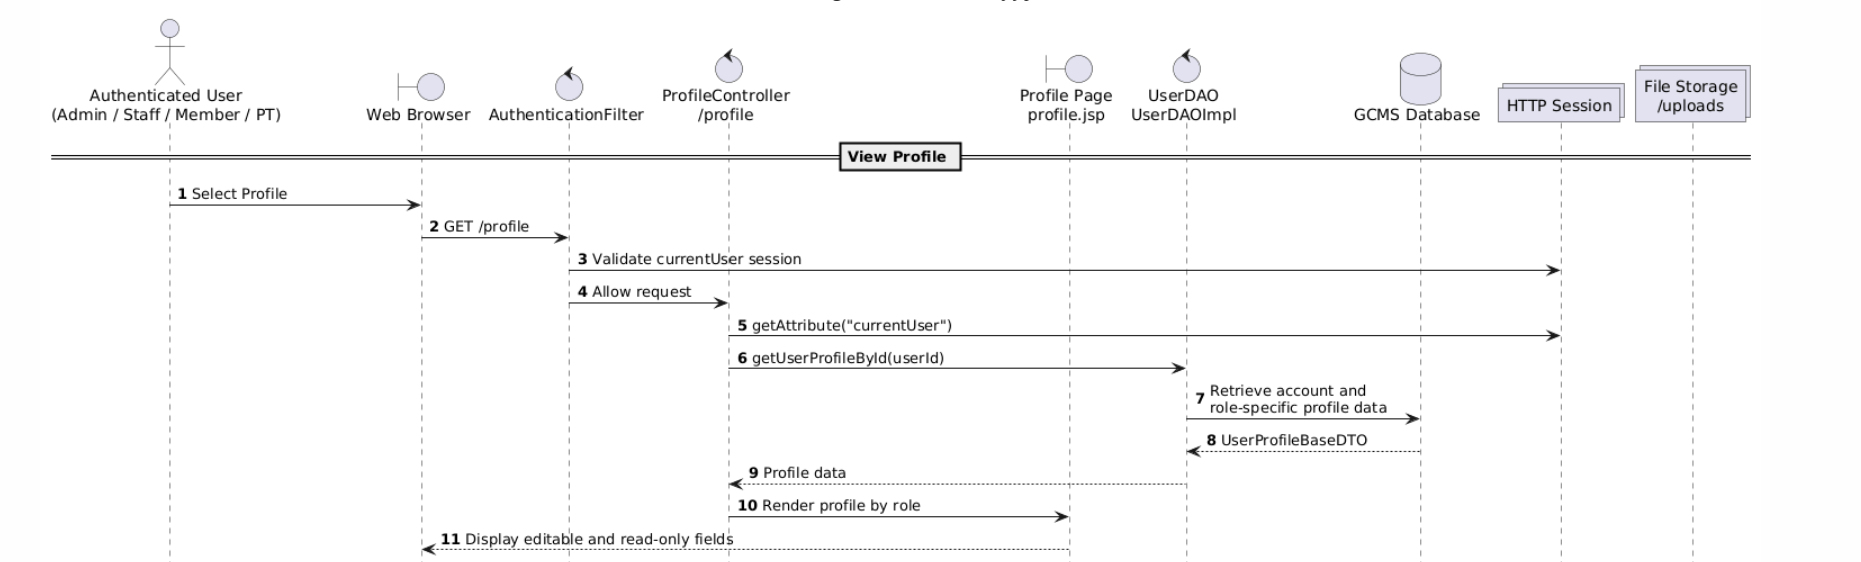 Authenticated User
(Admin / Staff / Member / PT)
Web Browser
AuthenticationFilter
ProfileController
/profile
Profile Page
profile.jsp
UserDAO
UserDAOImpl
GCMS Database
HTTP Session
File Storage
/uploads
View Profile
1 Select Profile
2 GET /profile
3 Validate currentUser session
4 Allow request
5 getAttribute("currentUser")
6 getUserProfileById(userId)
7 Retrieve account and
role-specific profile data
8 UserProfileBaseDTO
9 Profile data
10 Render profile by role
11 Display editable and read-only fields